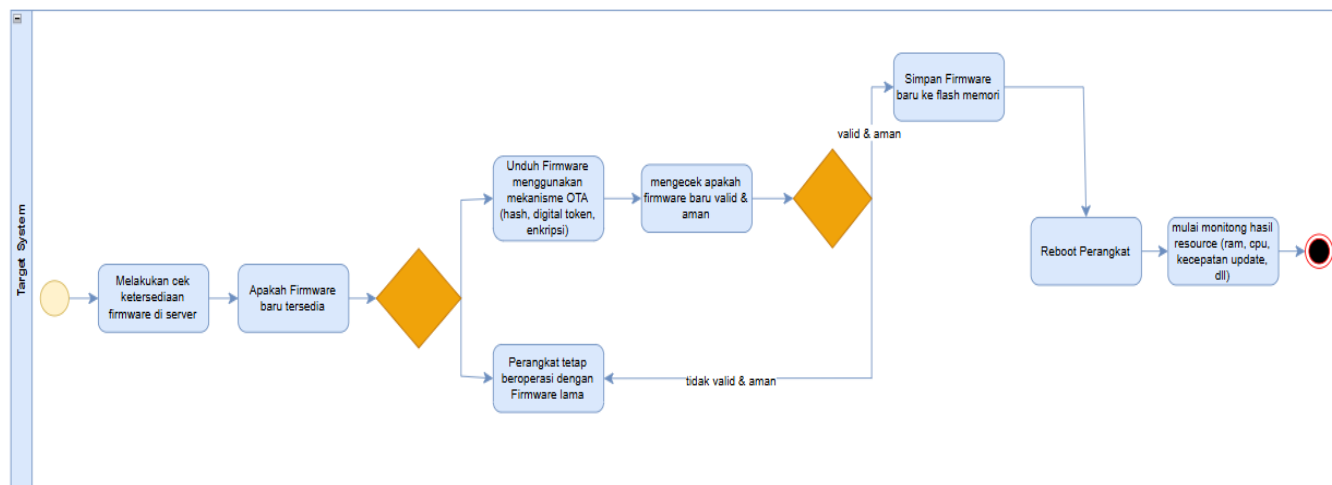 Target System
Melakukan cek
ketersediaan
firmware di server
Apakah Firmware
baru tersedia
Unduh Firmware
menggunakan
mekanisme OTA
(hash, digital token,
enkripsi)
mengecek apakah
firmware baru valid &
aman
valid & aman
Simpan Firmware
baru ke flash memori
Perangkat tetap
beroperasi dengan
Firmware lama
tidak valid & aman
Reboot Perangkat
mulai monitong hasil
resource (ram, cpu,
kecepatan update,
dll)